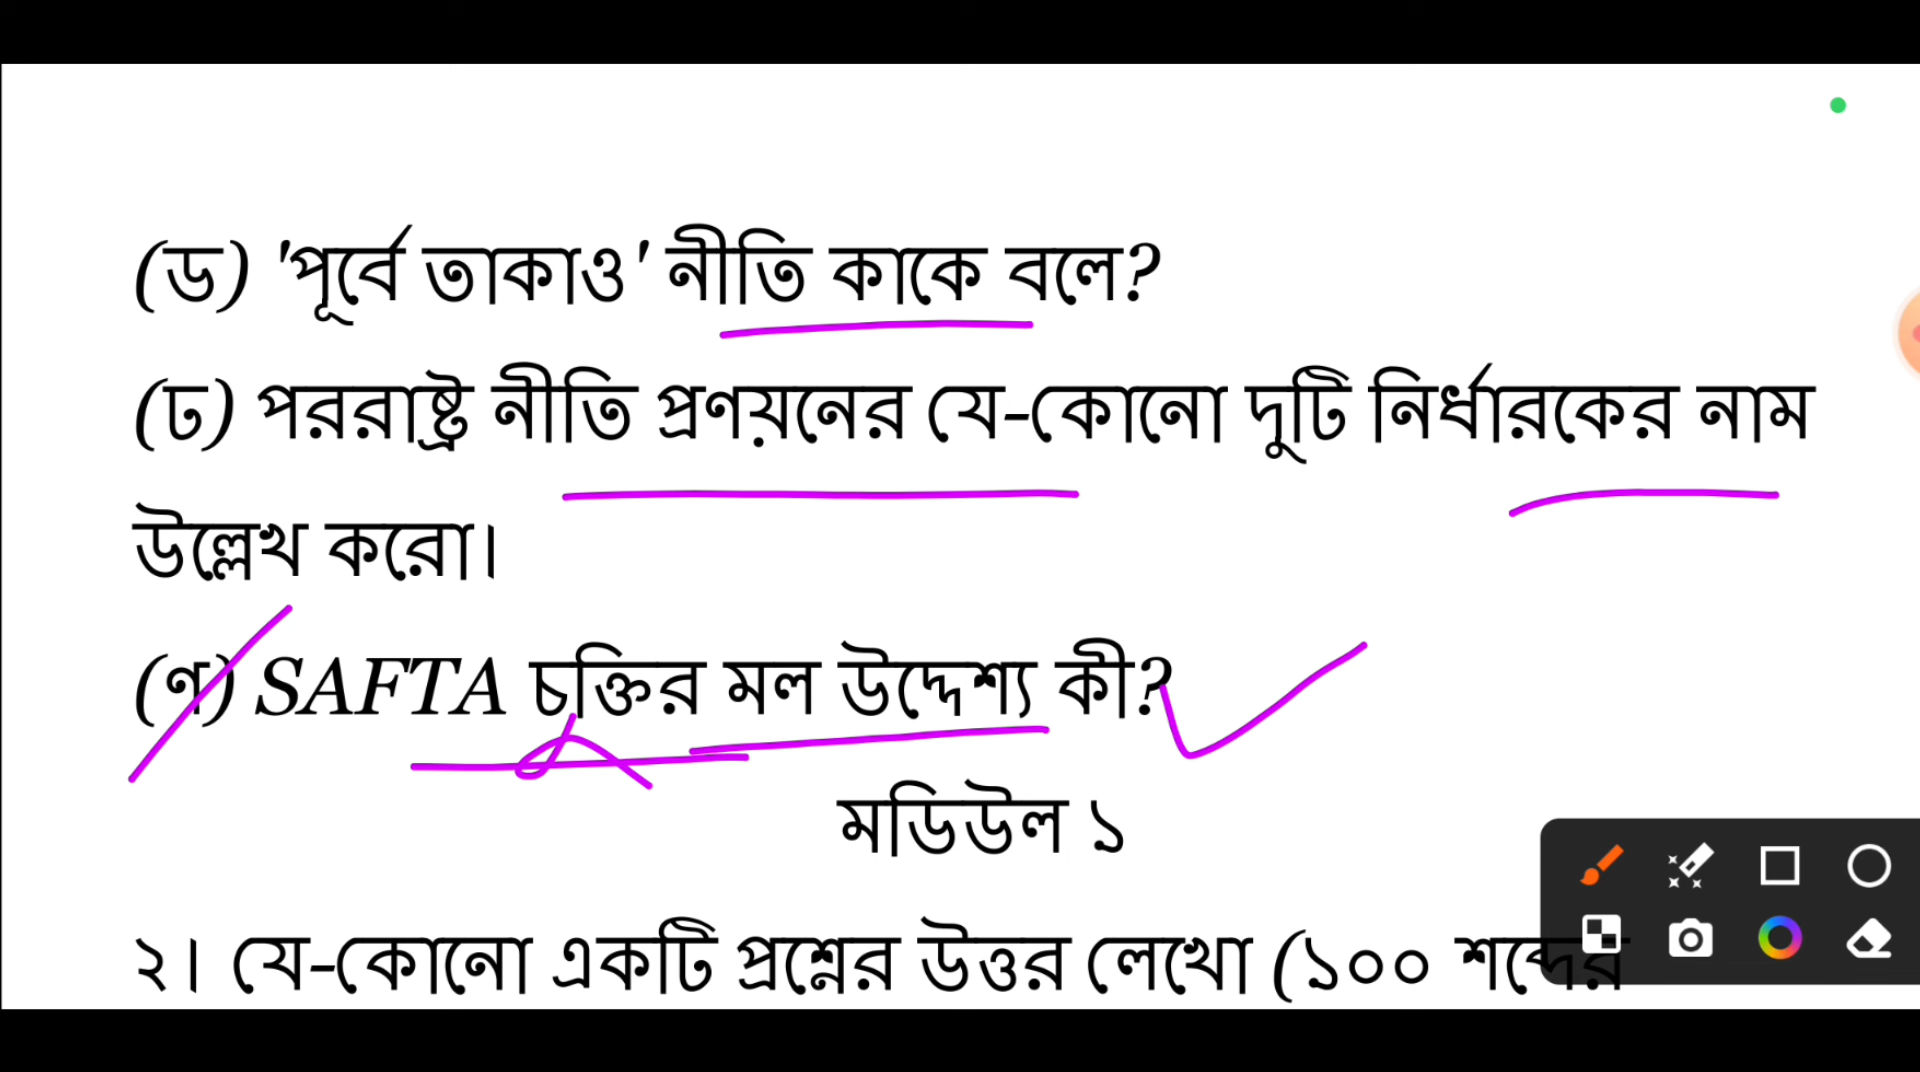 (ড) 'পূর্বে তাকাও' নীতি কাকে বলে?
(ঢ) পররাষ্ট্র নীতি প্রণয়নের যে-কোনো দুটি নির্ধারকের নাম
উল্লেখ করো।
(ণ) SAFTA চক্তির মল উদ্দেশ্য কী?
মডিউল ১
২। যে-কোনো একটি প্রশ্নের উত্তর লেখো (১০০ শব্দের